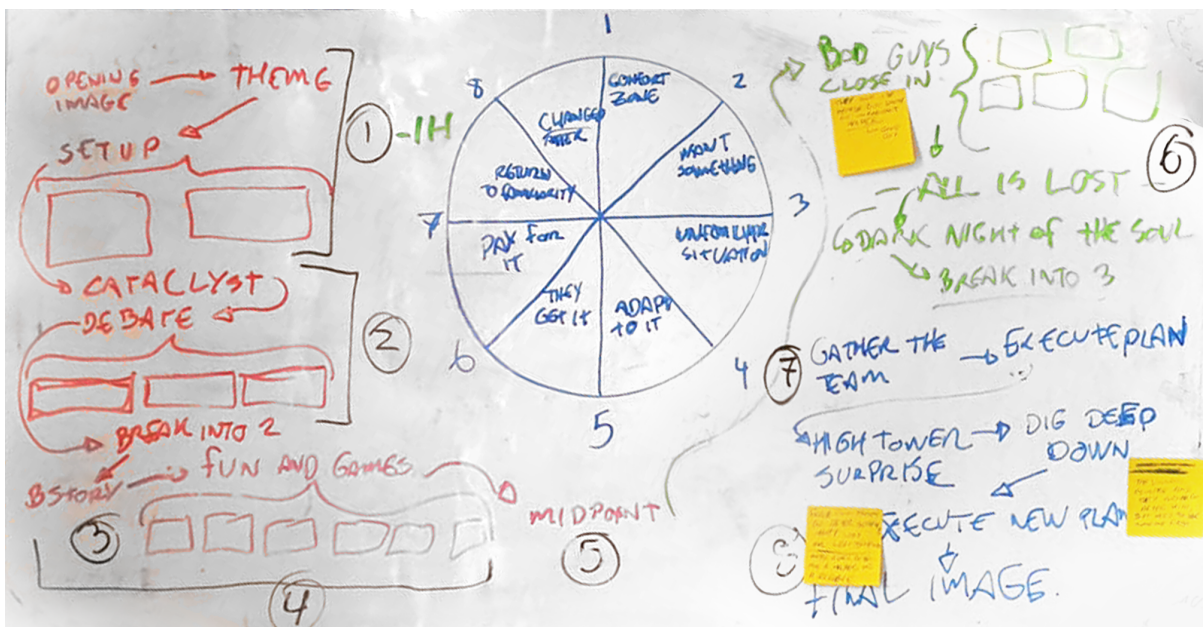 OPENING IMAGE
THEME
SETUP
1
-1H
CATACLYST
DEBATE
2
BREAK INTO 2
B STORY
FUN AND GAMES
3
4
MIDPOINT
5
1
2
3
4
5
6
7
8
COMFORT
ZONE
WANT
SOMETHING
UNFAMILIAR
SITUATION
ADAPT
TO IT
THEY
GET IT
PAY FOR
IT
RETURN
TO FAMILIARITY
CHANGED
BAD GUYS
CLOSE IN
6
ALL IS LOST
DARK NIGHT OF THE SOUL
BREAK INTO 3
7
GATHER THE
TEAM
EXECUTE PLAN
HIGH TOWER
SURPRISE
DIG DEEP
DOWN
8
EXECUTE NEW PLAN
FINAL IMAGE.